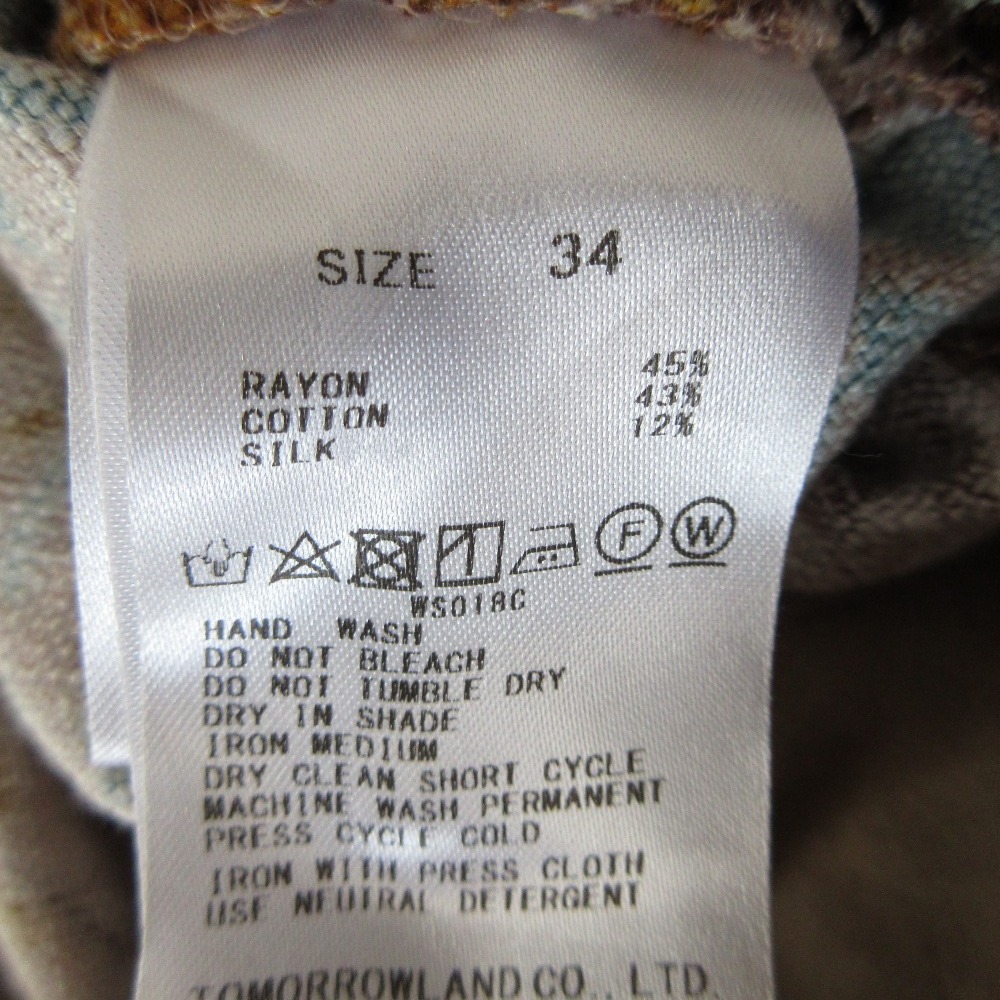 SIZE 34
RAYON 45%
COTTON 43%
SILK 12%
F W
WS018C
HAND WASH
DO NOT BLEACH
DO NOT TUMBLE DRY
DRY IN SHADE
IRON MEDIUM
DRY CLEAN SHORT CYCLE
MACHINE WASH PERMANENT
PRESS CYCLE COLD
IRON WITH PRESS CLOTH
USE NEUTRAL DETERGENT
TOMORROWLAND CO., LTD.